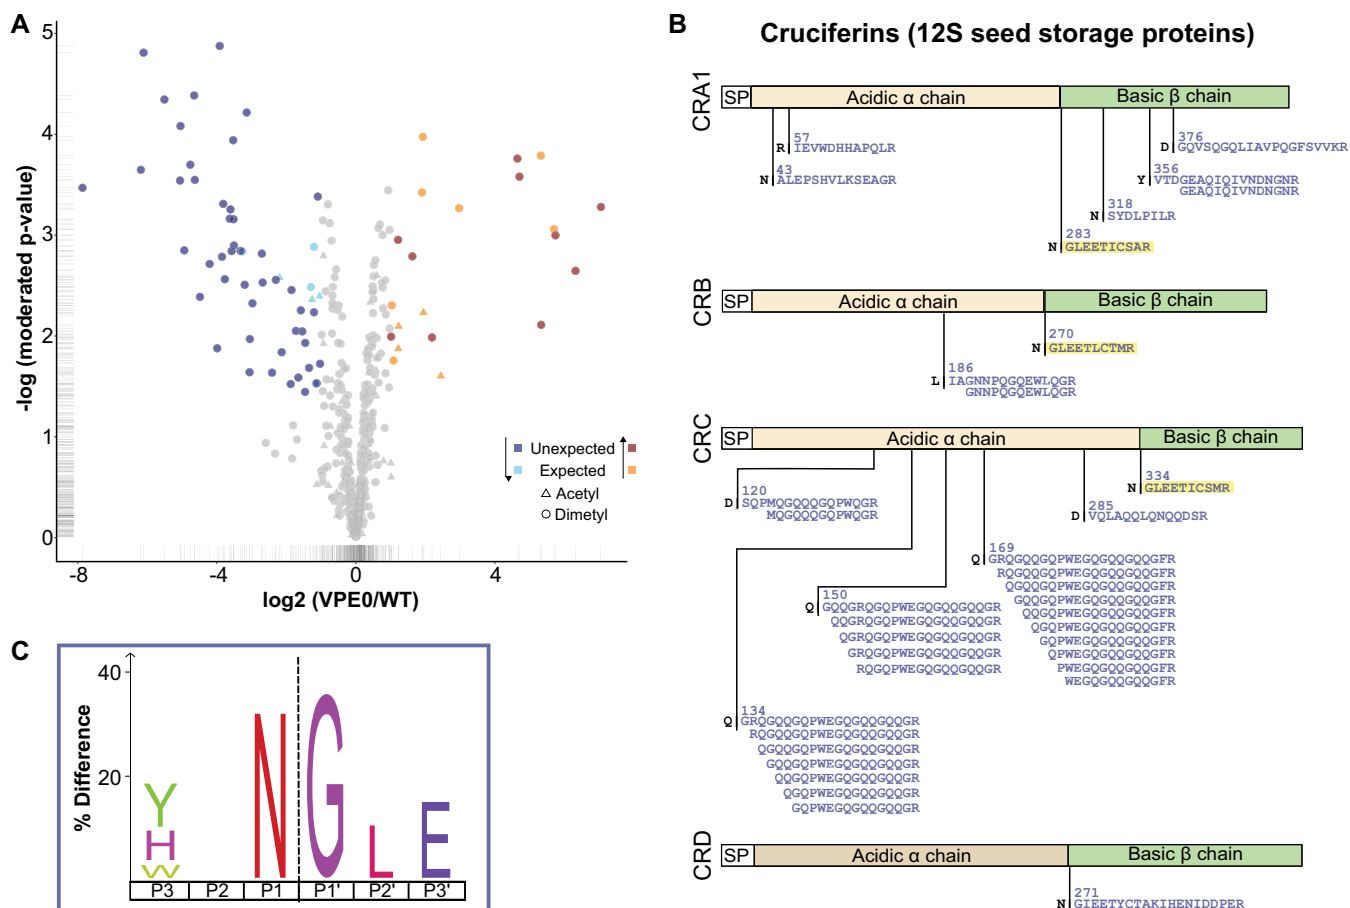 A
5
4
3
2
1
0
-8
-4
0
4
-log (moderated p-value)
log2 (VPE0/WT)
Unexpected
Expected
Acetyl
Dimetyl
B
Cruciferins (12S seed storage proteins)
CRA1
SP
Acidic α chain
Basic β chain
57
R IEVWDHHAPQLR
43
N ALEPSHVLKSEAGR
376
D GQVSQGQLIAVPQGFSVVKR
356
Y VTDGEAQIQIVNDNGNR
GEAQIQIVNDNGNR
318
N SYDLPILR
283
N GLEETICSAR
CRB
SP
Acidic α chain
Basic β chain
270
N GLEETLCTMR
186
L IAGNNPQGQEWLQGR
GNNPQGQEWLQGR
CRC
SP
Acidic α chain
Basic β chain
334
N GLEETICSMR
120
D SQPMQGQQQGQPWQGR
MQGQQQGQPWQGR
285
D VQLAQQLQNQQDSR
169
Q GRQGQQGQPWEGQGQQGQQGFR
RQGQQGQPWEGQGQQGQQGFR
QGQQGQPWEGQGQQGQQGFR
GQQGQPWEGQGQQGQQGFR
QQGQPWEGQGQQGQQGFR
QGQPWEGQGQQGQQGFR
GQPWEGQGQQGQQGFR
QPWEGQGQQGQQGFR
PWEGQGQQGQQGFR
WEGQGQQGQQGFR
150
Q GQQGRQGQPWEGQGQQGQQGR
QQGRQGQPWEGQGQQGQQGR
QGRQGQPWEGQGQQGQQGR
GRQGQPWEGQGQQGQQGR
RQGQPWEGQGQQGQQGR
134
Q GRQGQQGQPWEGQGQQGQQGR
RQGQQGQPWEGQGQQGQQGR
QGQQGQPWEGQGQQGQQGR
GQQGQPWEGQGQQGQQGR
QQGQPWEGQGQQGQQGR
QGQPWEGQGQQGQQGR
GQPWEGQGQQGQQGR
CRD
SP
Acidic α chain
Basic β chain
271
N GIEETYCTAKIHENIDDPER
C
40
20
% Difference
Y
H
W
N
G
L
E
P3
P2
P1
P1'
P2'
P3'